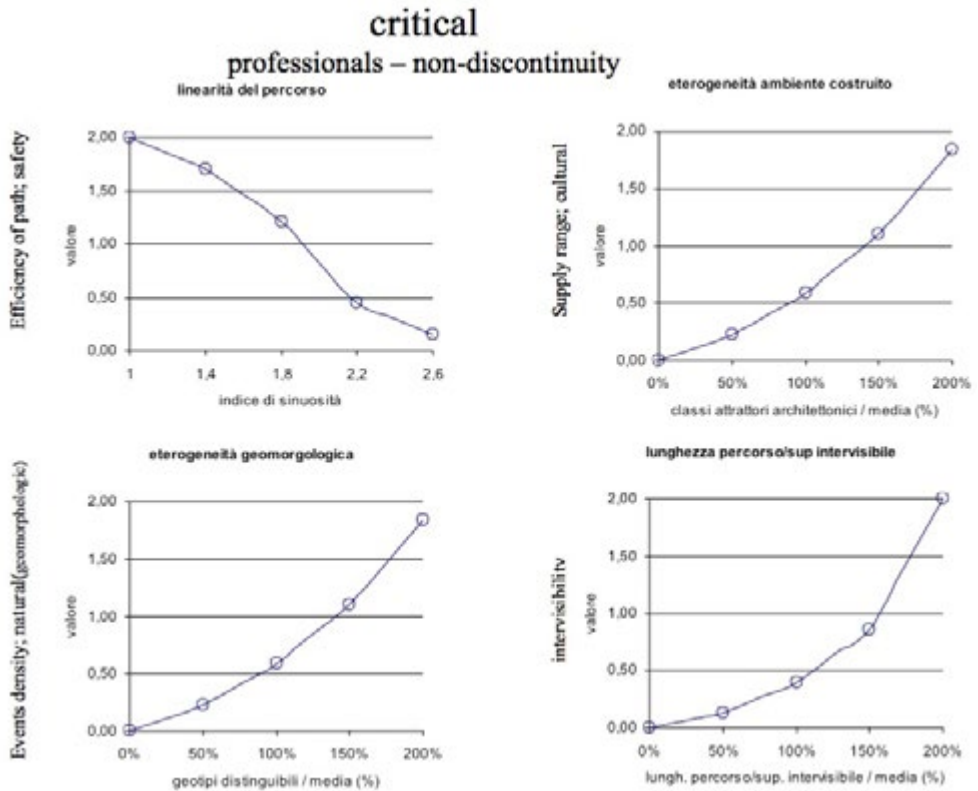 critical
professionals – non-discontinuity
linearità del percorso
Efficiency of path; safety
valore
2,00
1,50
1,00
0,50
0,00
1 1,4 1,8 2,2 2,6
indice di sinuosità
eterogeneità ambiente costruito
Supply range; cultural
valore
2,00
1,50
1,00
0,50
0,00
0% 50% 100% 150% 200%
classi attrattori architettonici / media (%)
eterogeneità geomorgologica
Events density; natural(geomorphologic)
valore
2,00
1,50
1,00
0,50
0,00
0% 50% 100% 150% 200%
geotipi distinguibili / media (%)
lunghezza percorso/sup intervisibile
intervisibility
valore
2,00
1,50
1,00
0,50
0,00
0% 50% 100% 150% 200%
lungh. percorso/sup. intervisibile / media (%)